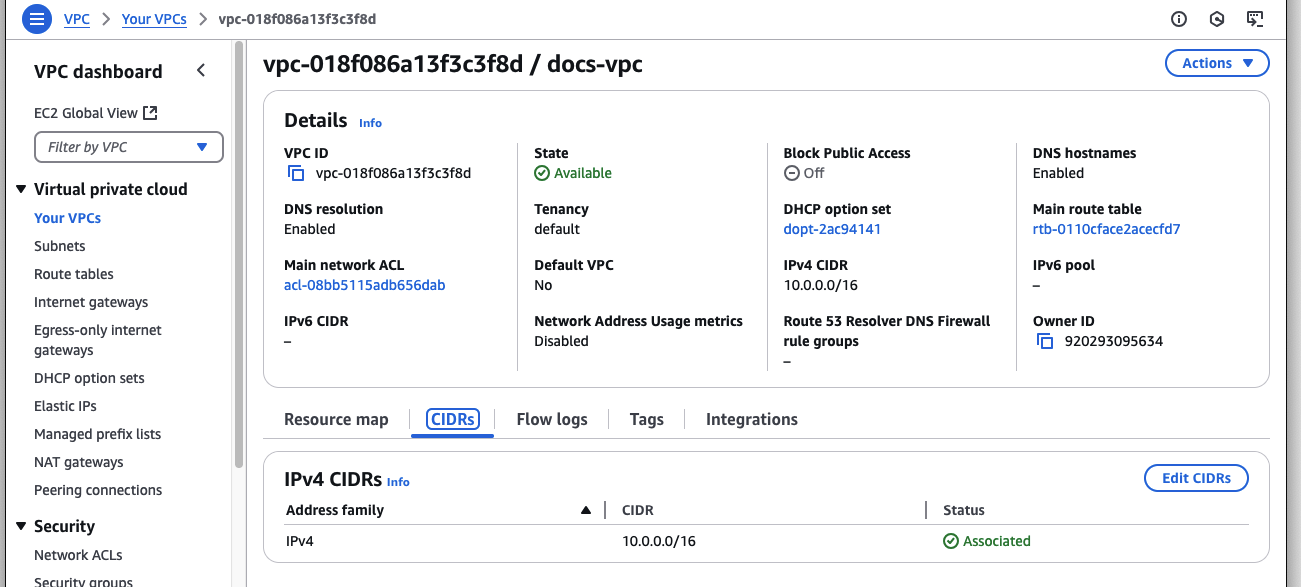 VPC > Your VPCs > vpc-018f086a13f3c3f8d
VPC dashboard
EC2 Global View
Filter by VPC
Virtual private cloud
Your VPCs
Subnets
Route tables
Internet gateways
Egress-only internet
gateways
DHCP option sets
Elastic IPs
Managed prefix lists
NAT gateways
Peering connections
Security
Network ACLs
Security groups
vpc-018f086a13f3c3f8d / docs-vpc
Actions
Details Info
VPC ID
vpc-018f086a13f3c3f8d
State
Available
Block Public Access
Off
DNS hostnames
Enabled
DNS resolution
Enabled
Tenancy
default
DHCP option set
dopt-2ac94141
Main route table
rtb-0110cface2acecfd7
Main network ACL
acl-08bb5115adb656dab
Default VPC
No
IPv4 CIDR
10.0.0.0/16
IPv6 pool
–
IPv6 CIDR
–
Network Address Usage metrics
Disabled
Route 53 Resolver DNS Firewall
rule groups
–
Owner ID
920293095634
Resource map
CIDRs
Flow logs
Tags
Integrations
IPv4 CIDRs Info
Edit CIDRs
Address family
CIDR
Status
IPv4
10.0.0.0/16
Associated